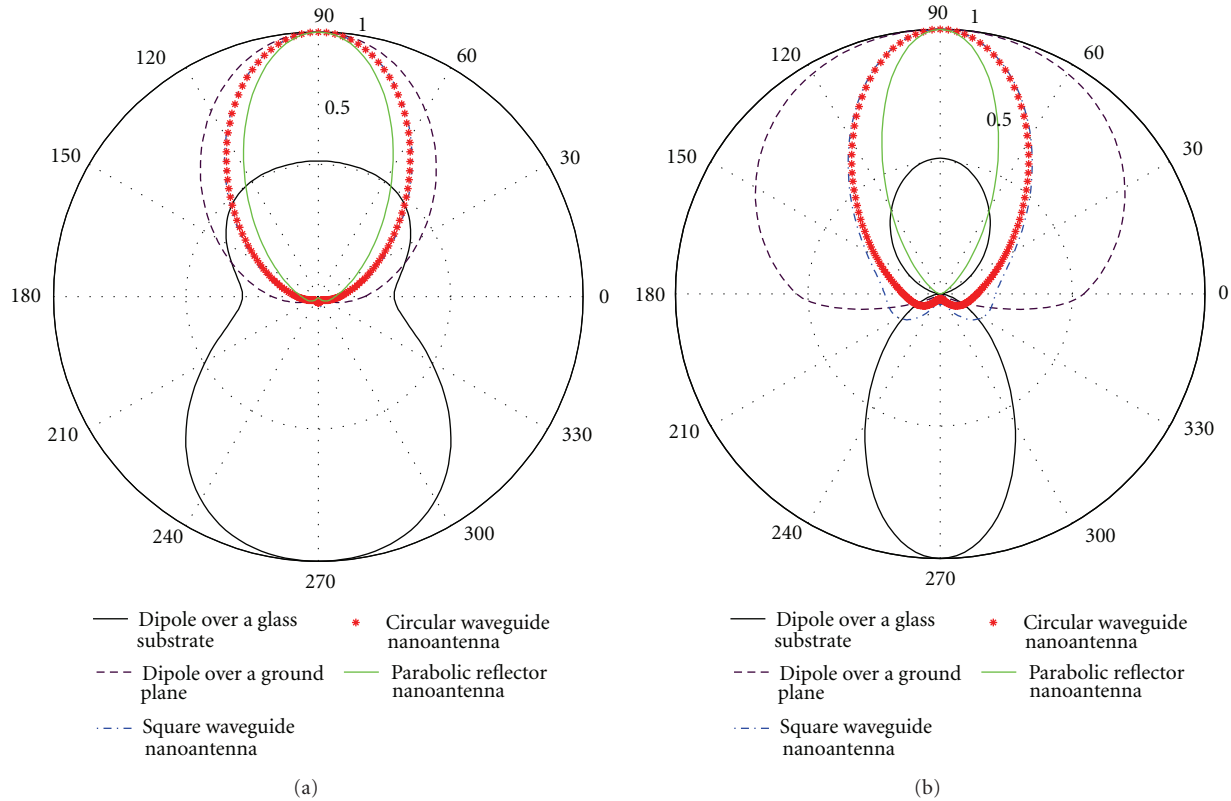 90
1
120
60
0.5
150
30
180
0
210
330
240
300
270
Dipole over a glass
substrate
Circular waveguide
nanoantenna
Dipole over a ground
plane
Parabolic reflector
nanoantenna
Square waveguide
nanoantenna
(a)
90
1
120
60
0.5
150
30
180
0
210
330
240
300
270
Dipole over a glass
substrate
Circular waveguide
nanoantenna
Dipole over a ground
plane
Parabolic reflector
nanoantenna
Square waveguide
nanoantenna
(b)